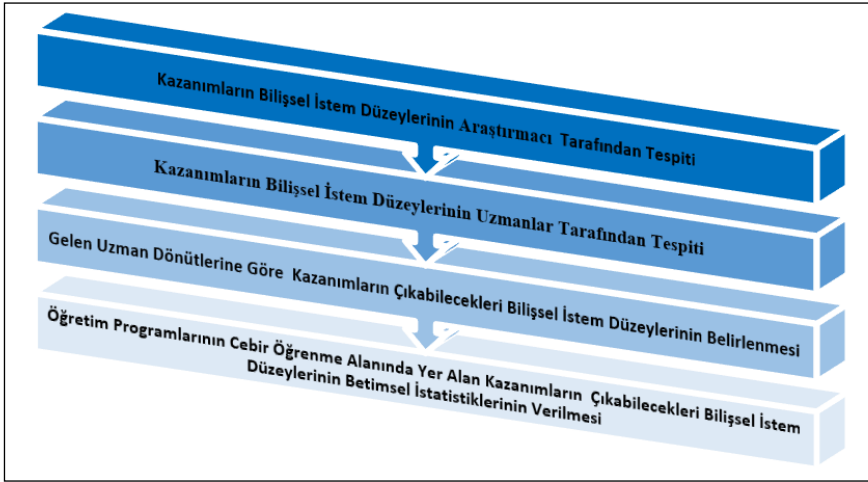 Kazanımların Bilişsel İstem Düzeylerinin Araştırmacı Tarafından Tespiti
Kazanımların Bilişsel İstem Düzeylerinin Uzmanlar Tarafından Tespiti
Gelen Uzman Dönütlerine Göre Kazanımların Çıkabilecekleri Bilişsel İstem Düzeylerinin Belirlenmesi
Öğretim Programlarının Cebir Öğrenme Alanında Yer Alan Kazanımların Çıkabilecekleri Bilişsel İstem
Düzeylerinin Betimsel İstatistiklerinin Verilmesi